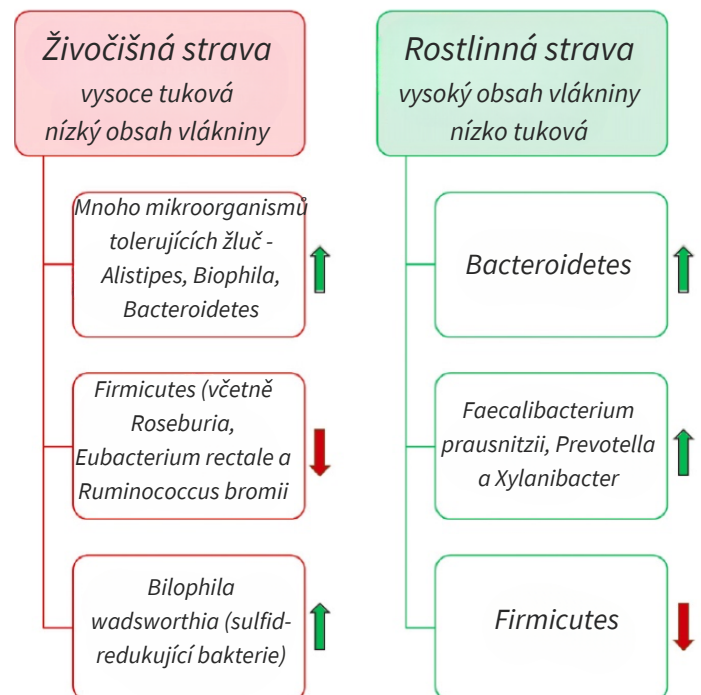 Živočišná strava
vysoce tuková
nízký obsah vlákniny
Mnoho mikroorganismů
tolerujících žluč -
Alistipes, Biophila,
Bacteroidetes
Firmicutes (včetně
Roseburia,
Eubacterium rectale a
Ruminococcus bromii
Bilophila
wadsworthia (sulfid-
redukující bakterie)
Rostlinná strava
vysoký obsah vlákniny
nízko tuková
Bacteroidetes
Faecalibacterium
prausnitzii, Prevotella
a Xylanibacter
Firmicutes